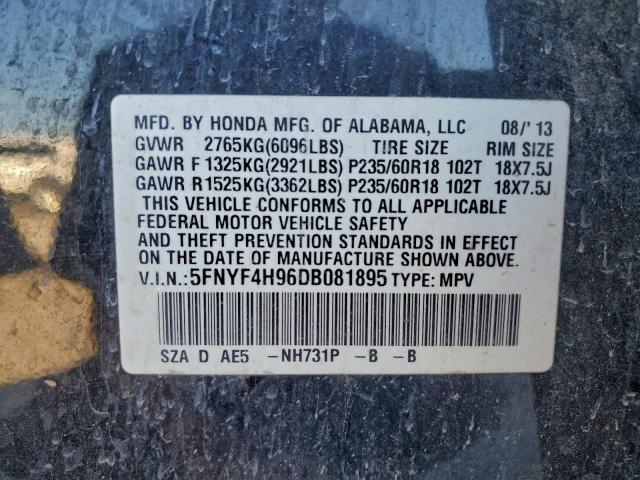 MFD. BY HONDA MFG. OF ALABAMA, LLC 08/'13
GVWR 2765KG(6096LBS) TIRE SIZE RIM SIZE
GAWR F 1325KG(2921LBS) P235/60R18 102T 18X7.5J
GAWR R 1525KG(3362LBS) P235/60R18 102T 18X7.5J
THIS VEHICLE CONFORMS TO ALL APPLICABLE
FEDERAL MOTOR VEHICLE SAFETY
AND THEFT PREVENTION STANDARDS IN EFFECT
ON THE DATE OF MANUFACTURE SHOWN ABOVE.
V.I.N.: 5FNYF4H96DB081895 TYPE: MPV
SZA D AE5 -NH731P -B -B